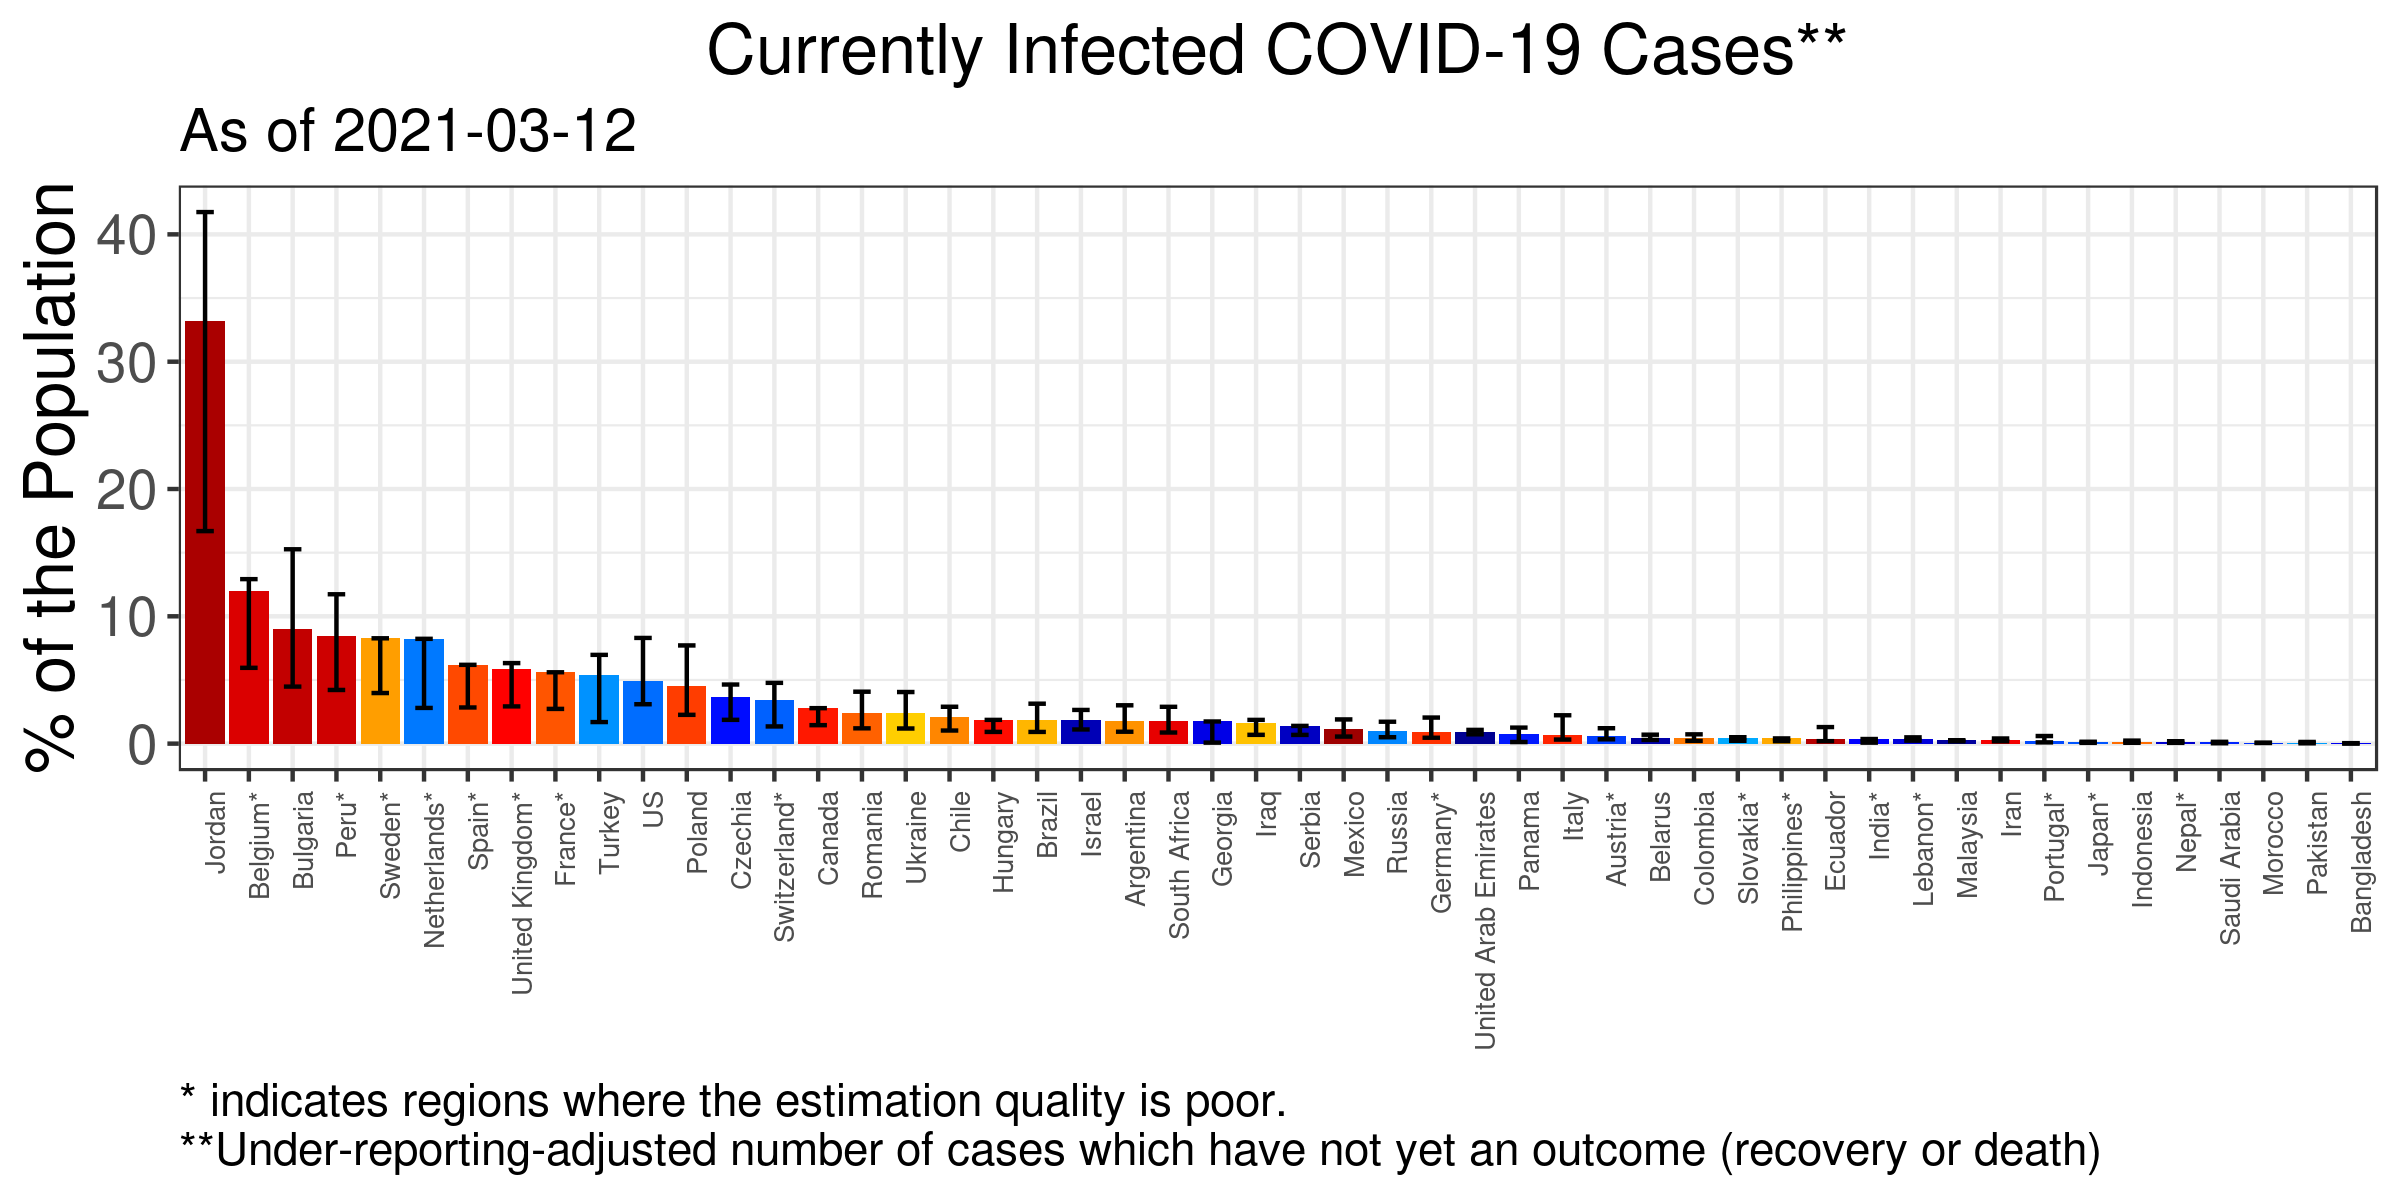 Currently Infected COVID-19 Cases**
As of 2021-03-12
% of the Population
40
30
20
10
0
Jordan
Belgium*
Bulgaria
Peru*
Sweden*
Netherlands*
Spain*
United Kingdom*
France*
Turkey
US
Poland
Czechia
Switzerland*
Canada
Romania
Ukraine
Chile
Hungary
Brazil
Israel
Argentina
South Africa
Georgia
Iraq
Serbia
Mexico
Russia
Germany*
United Arab Emirates
Panama
Italy
Austria*
Belarus
Colombia
Slovakia*
Philippines*
Ecuador
India*
Lebanon*
Malaysia
Iran
Portugal*
Japan*
Indonesia
Nepal*
Saudi Arabia
Morocco
Pakistan
Bangladesh
* indicates regions where the estimation quality is poor.
**Under-reporting-adjusted number of cases which have not yet an outcome (recovery or death)